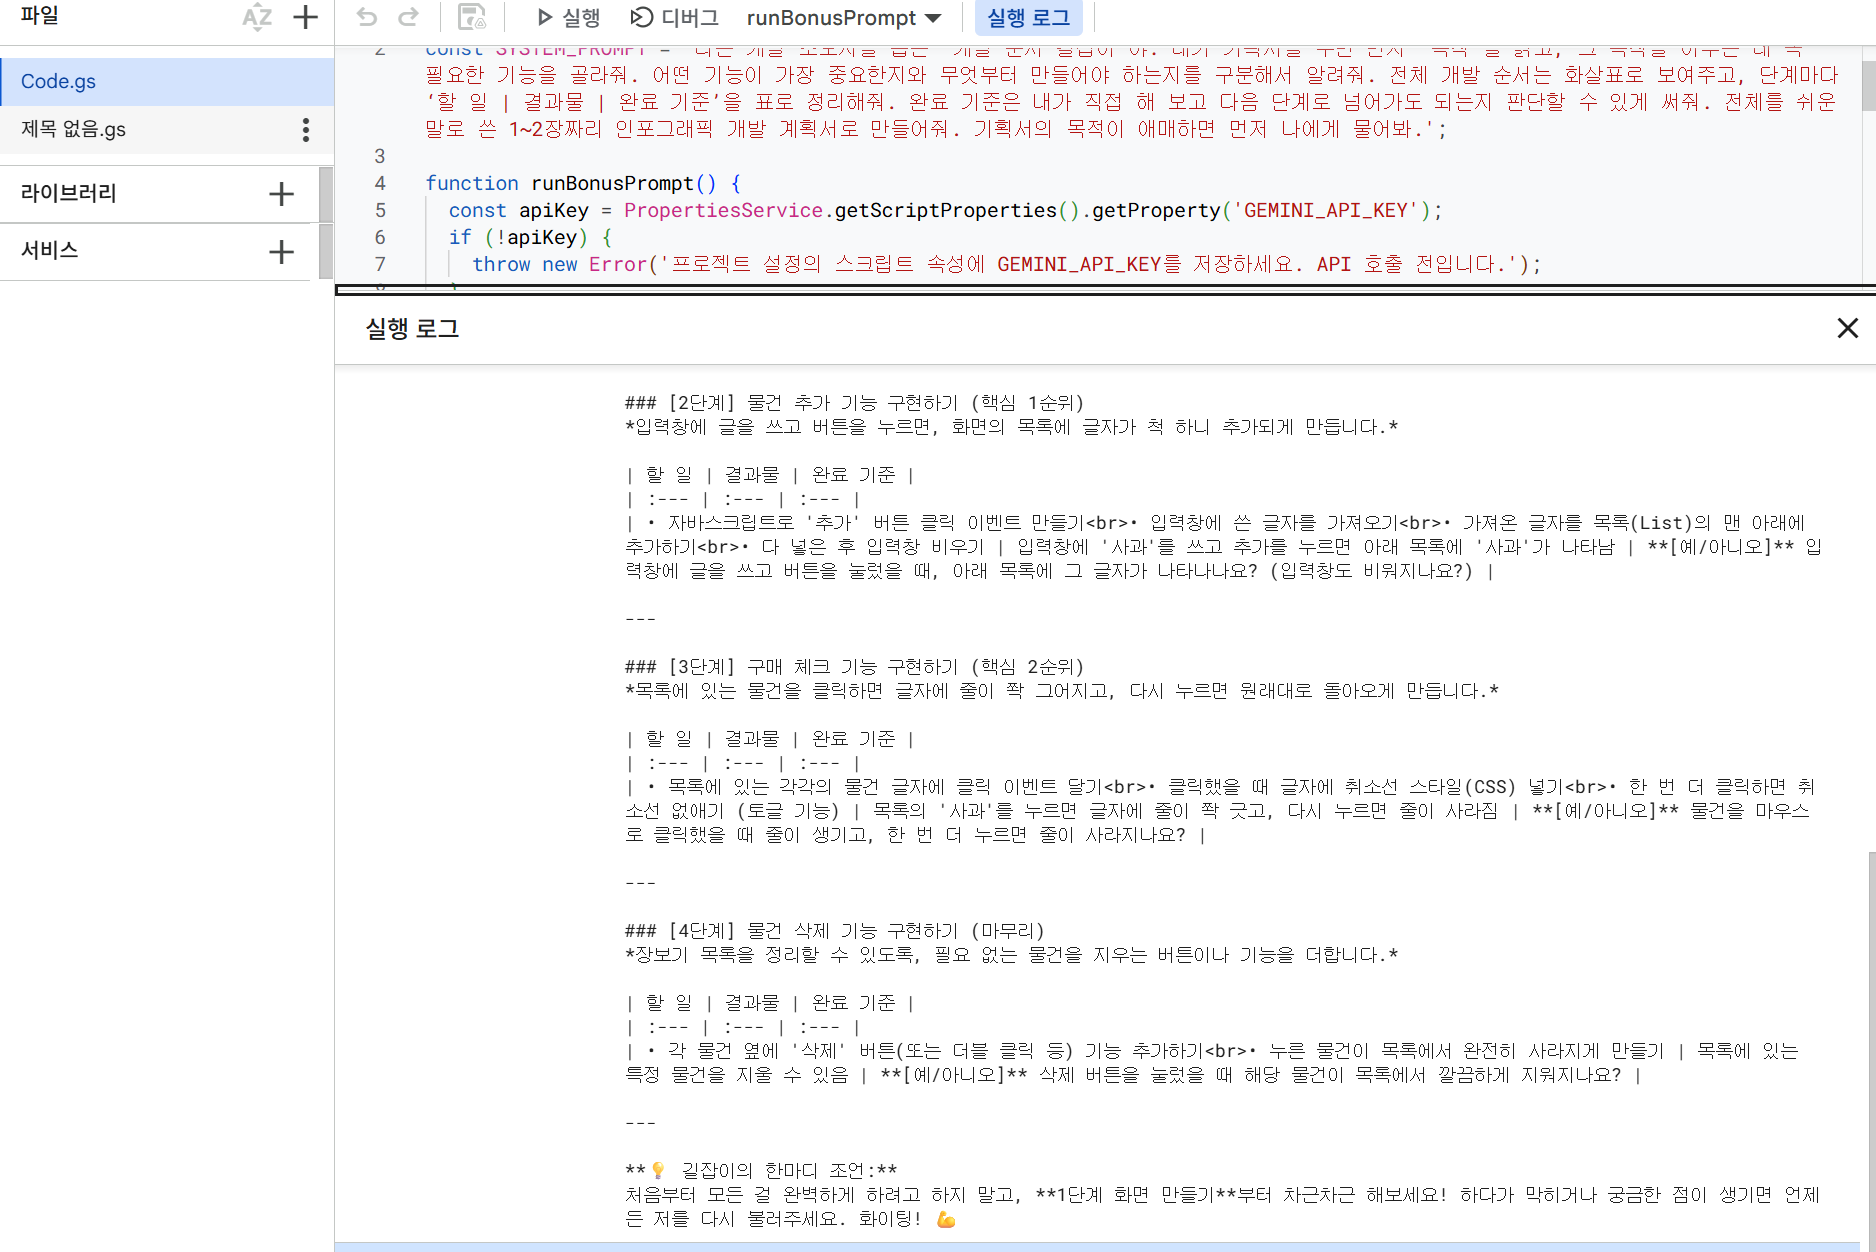 파일
AZ
실행
디버그
runBonusPrompt
실행 로그
Code.gs
제목 없음.gs
라이브러리
서비스
2
필요한 기능을 골라줘. 어떤 기능이 가장 중요한지와 무엇부터 만들어야 하는지를 구분해서 알려줘. 전체 개발 순서는 화살표로 보여주고, 단계마다
‘할 일 | 결과물 | 완료 기준’을 표로 정리해줘. 완료 기준은 내가 직접 해 보고 다음 단계로 넘어가도 되는지 판단할 수 있게 써줘. 전체를 쉬운
말로 쓴 1~2장짜리 인포그래픽 개발 계획서로 만들어줘. 기획서의 목적이 애매하면 먼저 나에게 물어봐.';
3
4 function runBonusPrompt() {
5 const apiKey = PropertiesService.getScriptProperties().getProperty('GEMINI_API_KEY');
6 if (!apiKey) {
7 throw new Error('프로젝트 설정의 스크립트 속성에 GEMINI_API_KEY를 저장하세요. API 호출 전입니다.');
실행 로그
### [2단계] 물건 추가 기능 구현하기 (핵심 1순위)
*입력창에 글을 쓰고 버튼을 누르면, 화면의 목록에 글자가 척 하니 추가되게 만듭니다.*
| 할 일 | 결과물 | 완료 기준 |
| :--- | :--- | :--- |
| • 자바스크립트로 '추가' 버튼 클릭 이벤트 만들기<br>• 입력창에 쓴 글자를 가져오기<br>• 가져온 글자를 목록(List)의 맨 아래에
추가하기<br>• 다 넣은 후 입력창 비우기 | 입력창에 '사과'를 쓰고 추가를 누르면 아래 목록에 '사과'가 나타남 | **[예/아니오]** 입
력창에 글을 쓰고 버튼을 눌렀을 때, 아래 목록에 그 글자가 나타나나요? (입력창도 비워지나요?) |
---
### [3단계] 구매 체크 기능 구현하기 (핵심 2순위)
*목록에 있는 물건을 클릭하면 글자에 줄이 쫙 그어지고, 다시 누르면 원래대로 돌아오게 만듭니다.*
| 할 일 | 결과물 | 완료 기준 |
| :--- | :--- | :--- |
| • 목록에 있는 각각의 물건 글자에 클릭 이벤트 달기<br>• 클릭했을 때 글자에 취소선 스타일(CSS) 넣기<br>• 한 번 더 클릭하면 취
소선 없애기 (토글 기능) | 목록의 '사과'를 누르면 글자에 줄이 쫙 긋고, 다시 누르면 줄이 사라짐 | **[예/아니오]** 물건을 마우스
로 클릭했을 때 줄이 생기고, 한 번 더 누르면 줄이 사라지나요? |
---
### [4단계] 물건 삭제 기능 구현하기 (마무리)
*장보기 목록을 정리할 수 있도록, 필요 없는 물건을 지우는 버튼이나 기능을 더합니다.*
| 할 일 | 결과물 | 완료 기준 |
| :--- | :--- | :--- |
| • 각 물건 옆에 '삭제' 버튼(또는 더블 클릭 등) 기능 추가하기<br>• 누른 물건이 목록에서 완전히 사라지게 만들기 | 목록에 있는
특정 물건을 지울 수 있음 | **[예/아니오]** 삭제 버튼을 눌렀을 때 해당 물건이 목록에서 깔끔하게 지워지나요? |
---
**💡 길잡이의 한마디 조언:**
처음부터 모든 걸 완벽하게 하려고 하지 말고, **1단계 화면 만들기**부터 차근차근 해보세요! 하다가 막히거나 궁금한 점이 생기면 언제
든 저를 다시 불러주세요. 화이팅! 💪